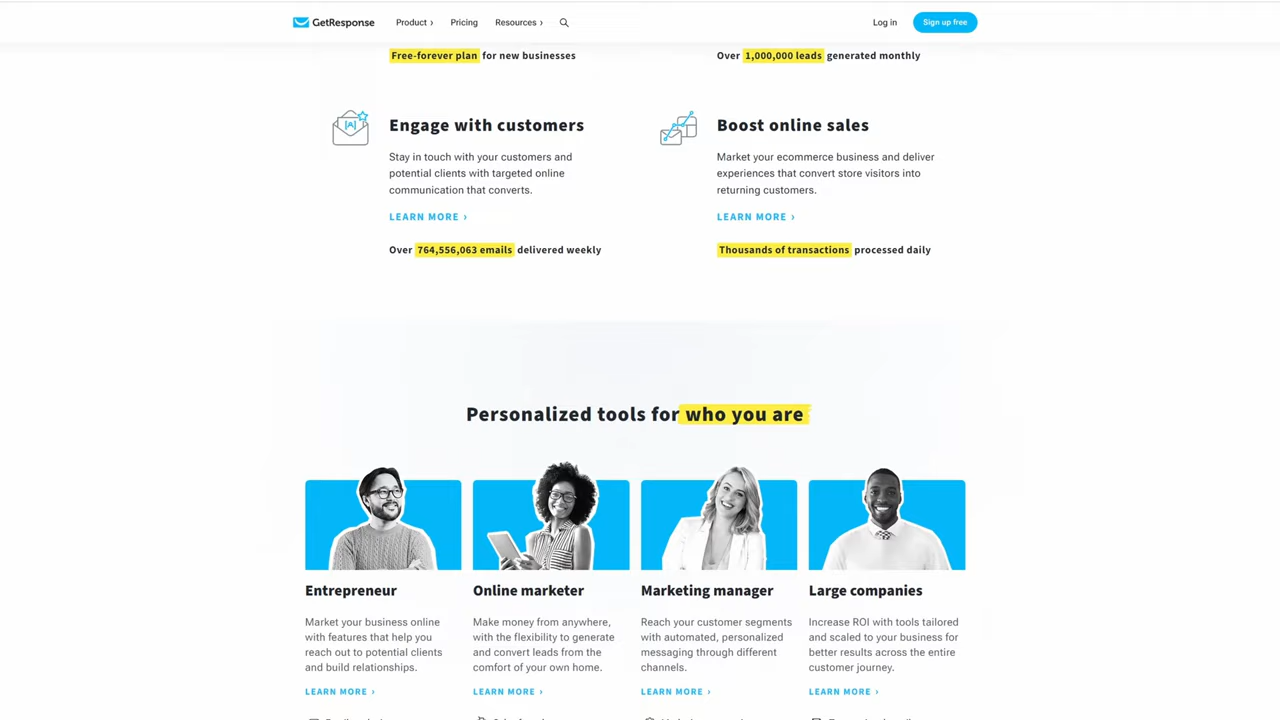 GetResponse Product › Pricing Resources › Log in Sign up free
Free-forever plan for new businesses
Over 1,000,000 leads generated monthly
Engage with customers
Stay in touch with your customers and
potential clients with targeted online
communication that converts.
LEARN MORE ›
Over 764,556,063 emails delivered weekly
Boost online sales
Market your ecommerce business and deliver
experiences that convert store visitors into
returning customers.
LEARN MORE ›
Thousands of transactions processed daily
Personalized tools for who you are
Entrepreneur
Market your business online
with features that help you
reach out to potential clients
and build relationships.
LEARN MORE ›
Online marketer
Make money from anywhere,
with the flexibility to generate
and convert leads from the
comfort of your own home.
LEARN MORE ›
Marketing manager
Reach your customer segments
with automated, personalized
messaging through different
channels.
LEARN MORE ›
Large companies
Increase ROI with tools tailored
and scaled to your business for
better results across the entire
customer journey.
LEARN MORE ›